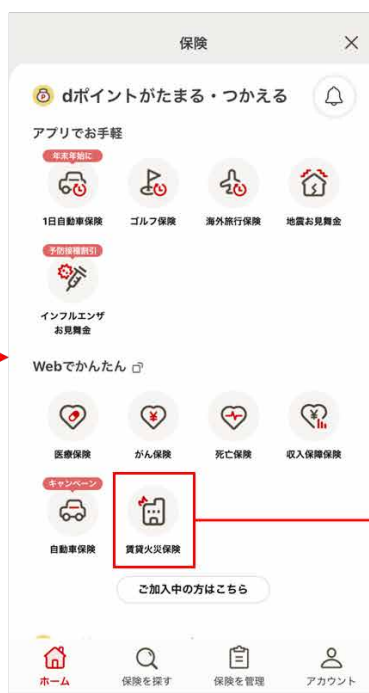 保険
dポイントがたまる・つかえる
アプリでお手軽
年末年始に
1日自動車保険
ゴルフ保険
海外旅行保険
地震お見舞金
予防接種割引
インフルエンザ
お見舞金
Webでかんたん
医療保険
がん保険
死亡保険
収入保障保険
キャンペーン
自動車保険
賃貸火災保険
ご加入中の方はこちら
ホーム
保険を探す
保険を管理
アカウント